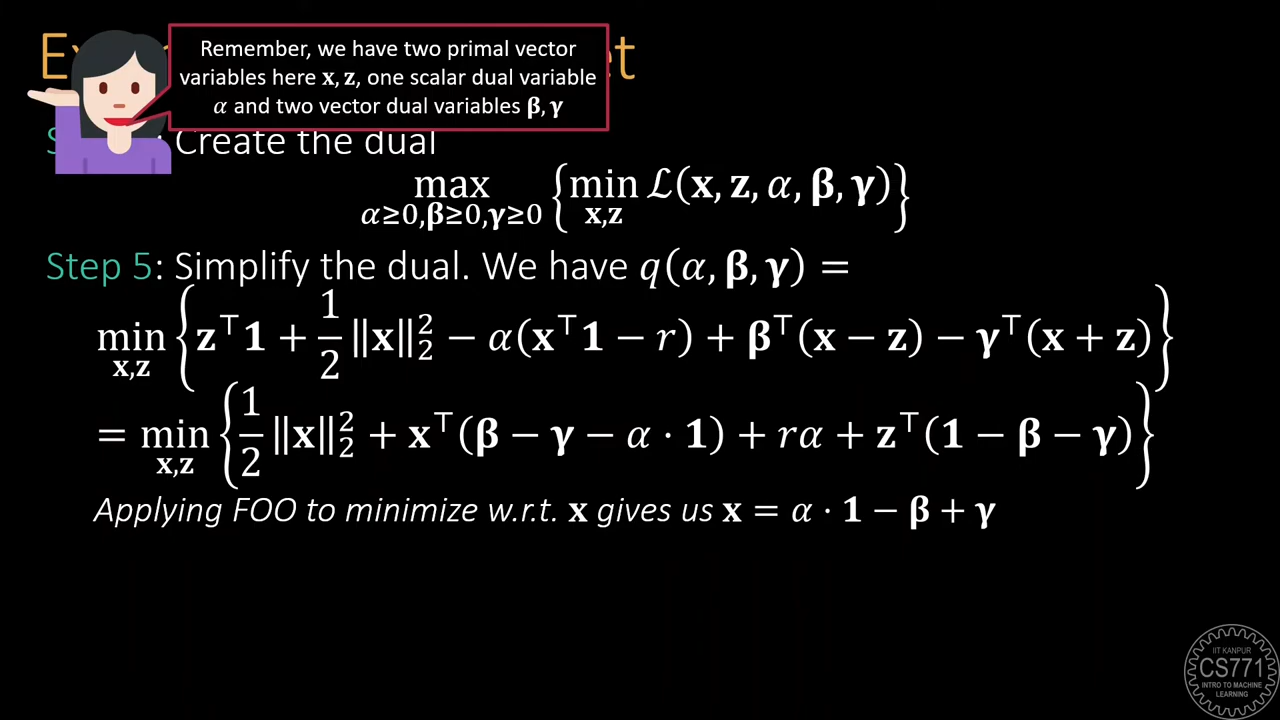 Remember, we have two primal vector
variables here 𝐱, 𝐳, one scalar dual variable
𝛼 and two vector dual variables 𝛃, 𝛄
: Create the dual
max_{𝛼≥0,𝛃≥0,𝛄≥0} { min_{𝐱,𝐳} ℒ(𝐱, 𝐳, 𝛼, 𝛃, 𝛄) }
Step 5: Simplify the dual. We have 𝑞(𝛼, 𝛃, 𝛄) =
min_{𝐱,𝐳} { 𝐳^⊤𝟏 + 1/2 ‖𝐱‖_2^2 − 𝛼(𝐱^⊤𝟏 − 𝑟) + 𝛃^⊤(𝐱 − 𝐳) − 𝛄^⊤(𝐱 + 𝐳) }
= min_{𝐱,𝐳} { 1/2 ‖𝐱‖_2^2 + 𝐱^⊤(𝛃 − 𝛄 − 𝛼 ⋅ 𝟏) + 𝑟𝛼 + 𝐳^⊤(𝟏 − 𝛃 − 𝛄) }
Applying FOO to minimize w.r.t. 𝐱 gives us 𝐱 = 𝛼 ⋅ 𝟏 − 𝛃 + 𝛄
IIT KANPUR
CS771
INTRO TO MACHINE
LEARNING